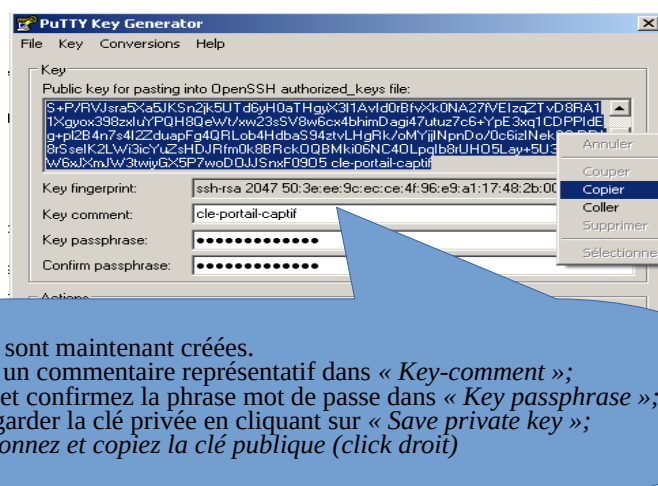 PuTTY Key Generator
File Key Conversions Help
Key
Public key for pasting into OpenSSH authorized_keys file:
S+P/RVJsra5Xa5JKSn2jk5UTd6yH0aTHgyX3I1AvId0rBfvXk0NA27fVEIzqZTvD8RA1
1Xgyox398zxIuYPQH8QeWt/xw23sSV8w6cx4bhimDagi47utuz7c6+YpE3xq1CDPPIdE
g+pI2B4n7s4I2ZduapFg4QRLob4HdbaS94ztvLHgRk/oMYjjINpnDo/0c6izINek
8rSseIK2LWi3icYuZsHDJRfm0k8BRckOQBMki06NC4OLpqIb8rUHO5Lay+5U3
W6xJXmJW3twiyGX5P7woDOJJSnxF09O5 cle-portail-captif
Annuler
Couper
Copier
Coller
Supprimer
Sélectionne
Key fingerprint: ssh-rsa 2047 50:3e:ee:9c:ec:ce:4f:96:e9:a1:17:48:2b:00
Key comment: cle-portail-captif
Key passphrase: •••••••••••••
Confirm passphrase: •••••••••••••
Actions
sont maintenant créées.
un commentaire représentatif dans « Key-comment »;
et confirmez la phrase mot de passe dans « Key passphrase »;
garder la clé privée en cliquant sur « Save private key »;
onnez et copiez la clé publique (click droit)